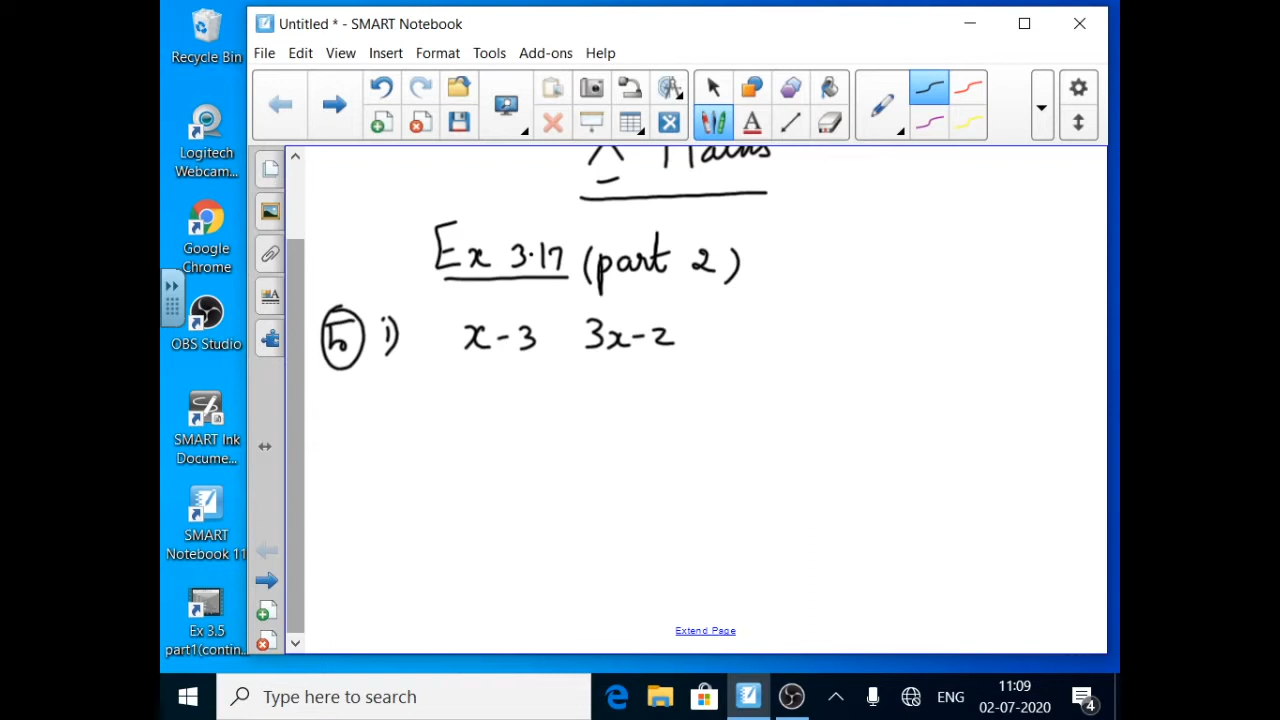 Recycle Bin
Logitech
Webcam...
Google
Chrome
OBS Studio
SMART Ink
Docume...
SMART
Notebook 11
Ex 3.5
part1(contin...
Untitled * - SMART Notebook
File Edit View Insert Format Tools Add-ons Help
X Maths
Ex 3.17 (part 2)
5 i) x-3 3x-2
Extend Page
Type here to search
ENG
11:09
02-07-2020
4